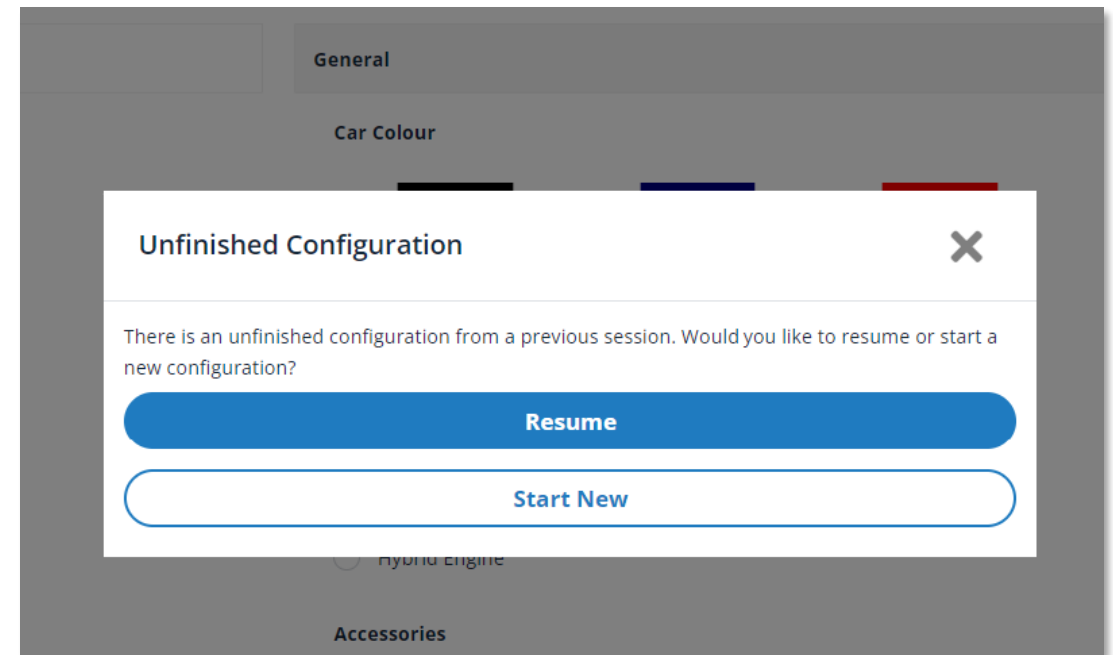 General
Car Colour
Unfinished Configuration
There is an unfinished configuration from a previous session. Would you like to resume or start a
new configuration?
Resume
Start New
Hybrid Engine
Accessories